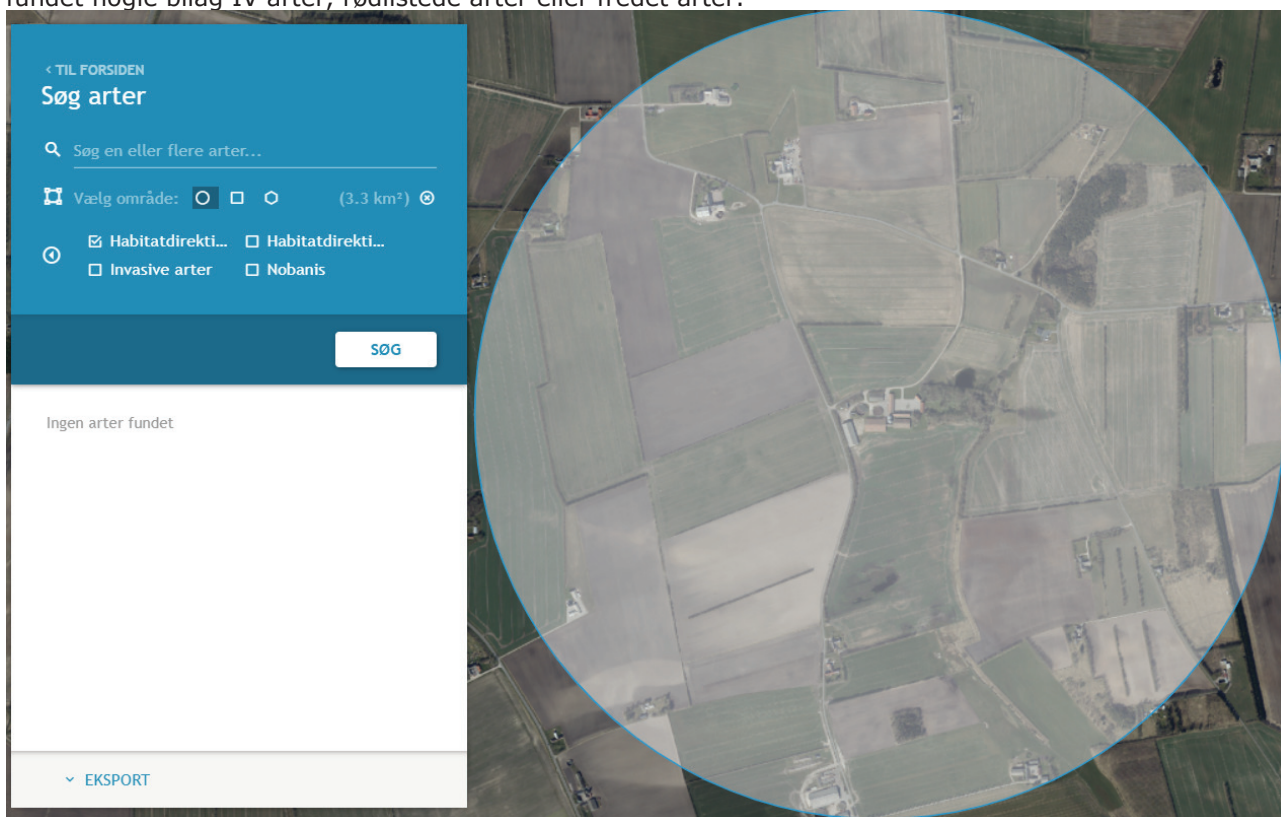 fundet nogle bilag IV arter, rødlistede arter eller fredet arter.
‹ TIL FORSIDEN
Søg arter
Søg en eller flere arter...
Vælg område: (3.3 km²)
Habitatdirekti... Habitatdirekti...
Invasive arter Nobanis
SØG
Ingen arter fundet
EKSPORT